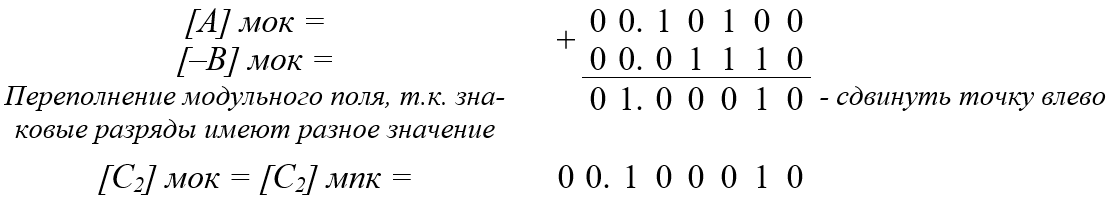 [A] мок = 0 0. 1 0 1 0 0
+
[–B] мок = 0 0. 0 1 1 1 0
Переполнение модульного поля, т.к. зна- 0 1. 0 0 0 1 0 - сдвинуть точку влево
ковые разряды имеют разное значение
[C2] мок = [C2] мпк = 0 0. 1 0 0 0 1 0